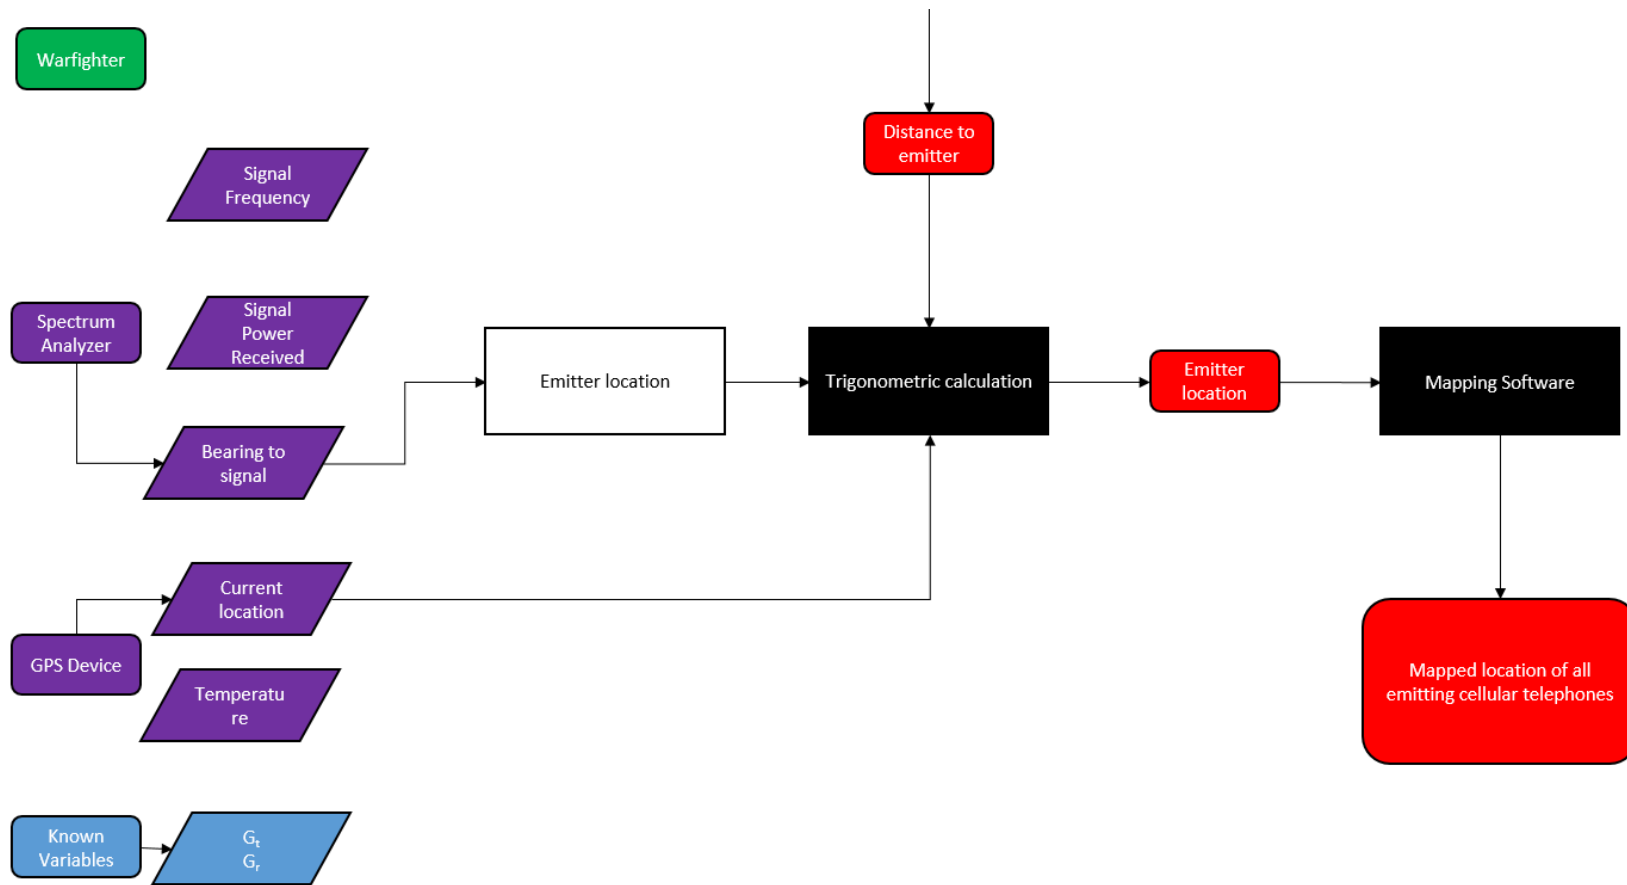 Warfighter
Distance to
emitter
Signal
Frequency
Spectrum
Analyzer
Signal
Power
Received
Emitter location
Trigonometric calculation
Emitter
location
Mapping Software
Bearing to
signal
Current
location
GPS Device
Temperatu
re
Mapped location of all
emitting cellular telephones
Known
Variables
Gt
Gr